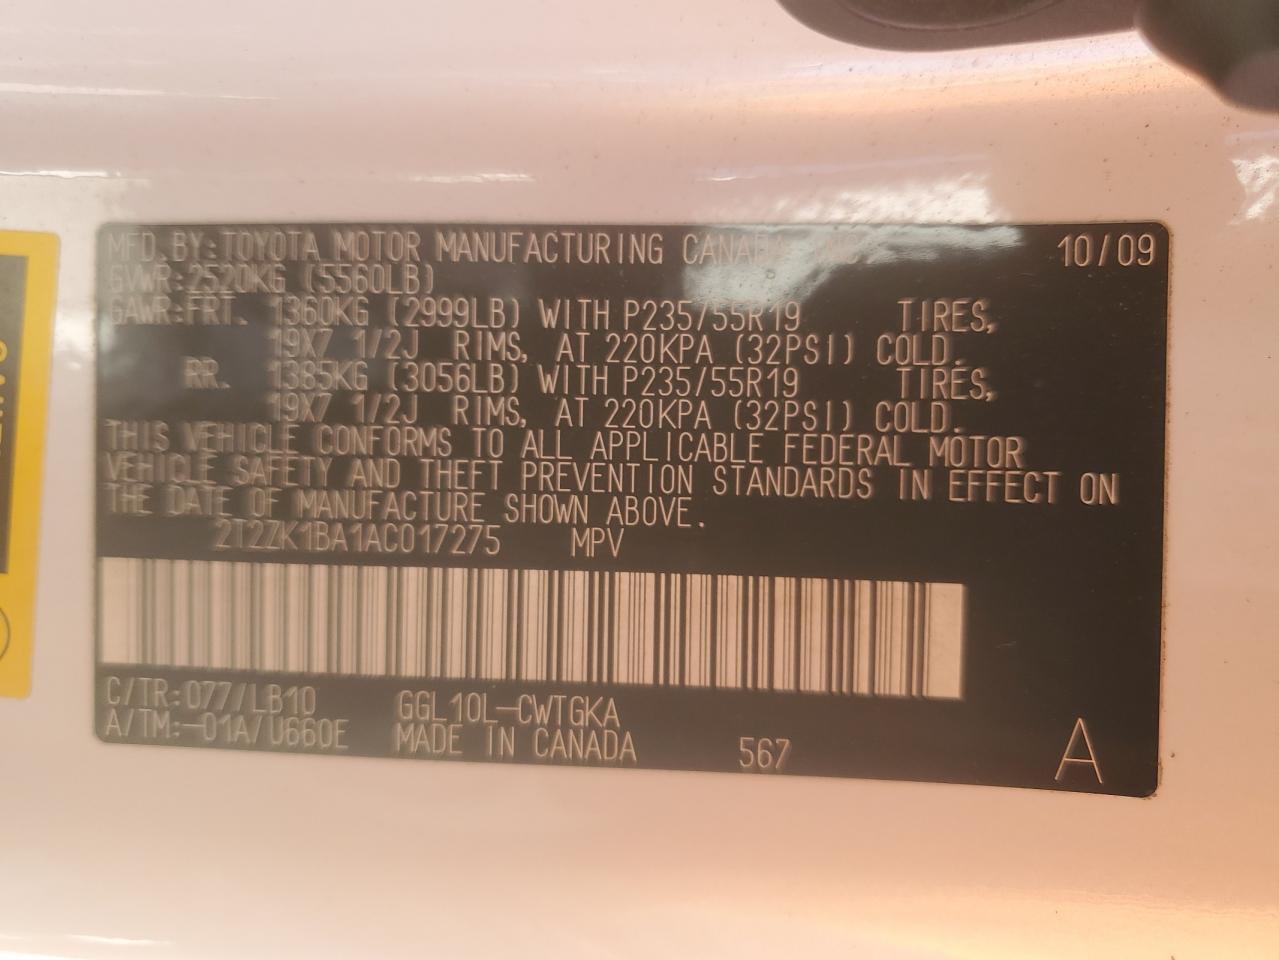 MFD. BY: TOYOTA MOTOR MANUFACTURING CANADA INC. 10/09
GVWR: 2520KG (5560LB)
GAWR: FRT. 1360KG (2999LB) WITH P235/55R19 TIRES,
19X7 1/2J RIMS, AT 220KPA (32PSI) COLD.
RR. 1385KG (3056LB) WITH P235/55R19 TIRES,
19X7 1/2J RIMS, AT 220KPA (32PSI) COLD.
THIS VEHICLE CONFORMS TO ALL APPLICABLE FEDERAL MOTOR
VEHICLE SAFETY AND THEFT PREVENTION STANDARDS IN EFFECT ON
THE DATE OF MANUFACTURE SHOWN ABOVE.
2T2ZK1BA1AC017275 MPV
C/TR: 077/LB10 GGL10L-CWTGKA
A/TM: -01A/U660E MADE IN CANADA 567 A